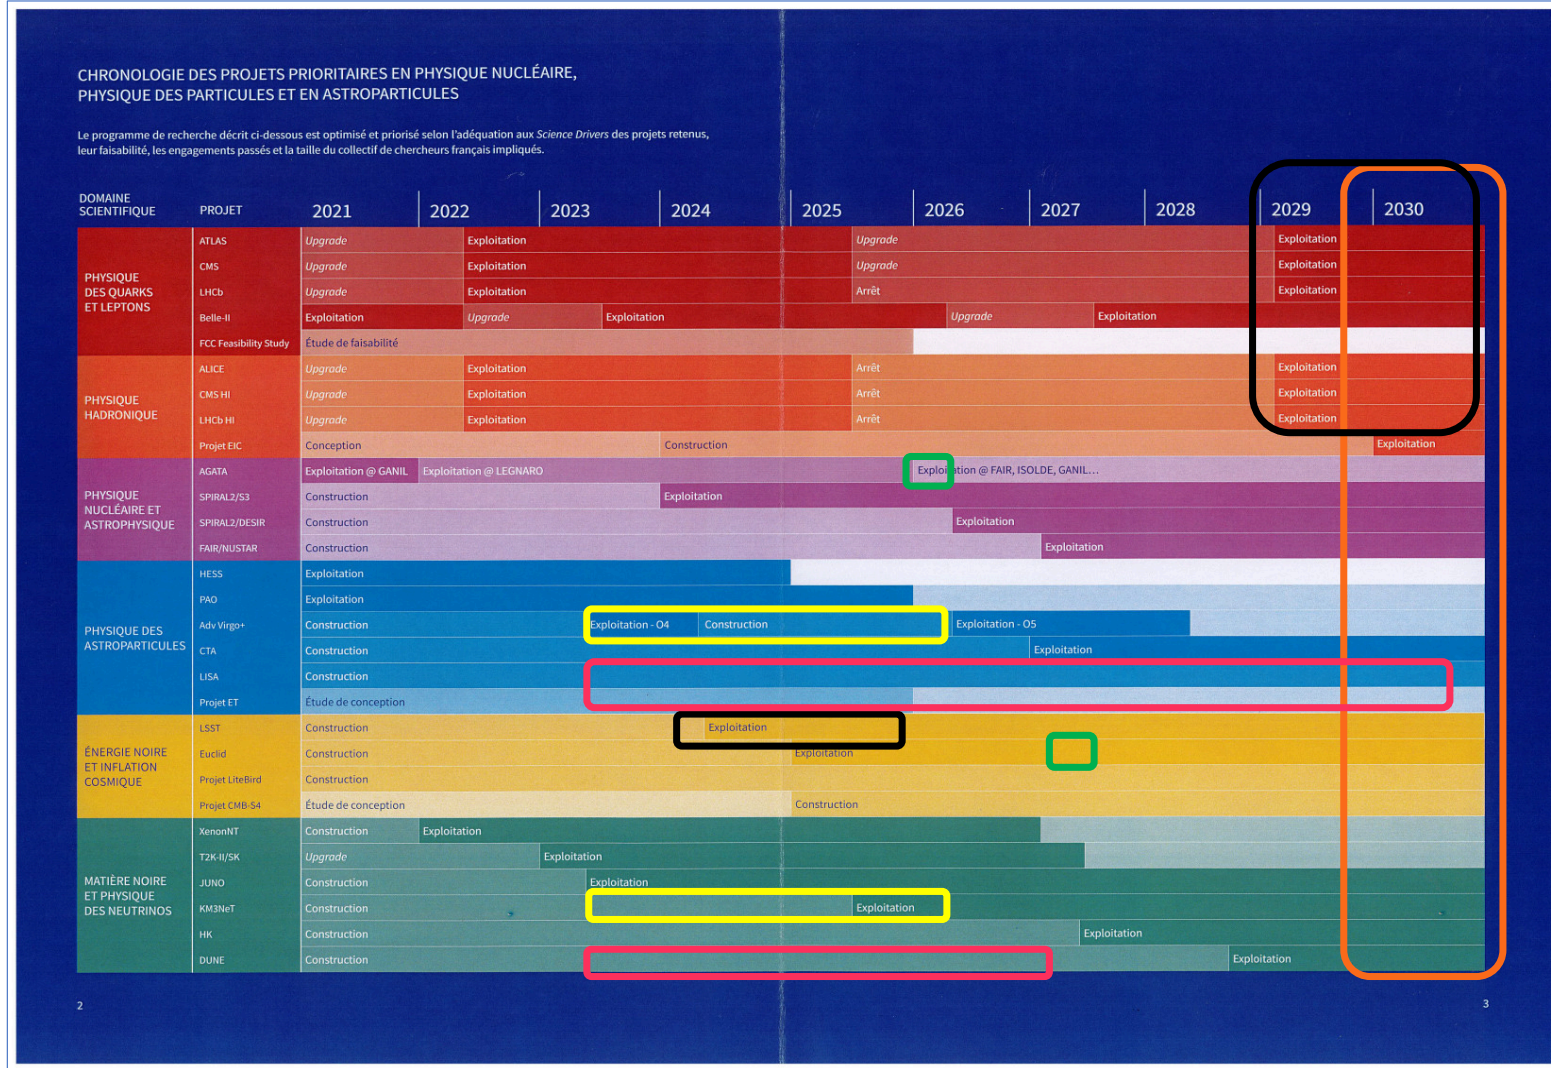 CHRONOLOGIE DES PROJETS PRIORITAIRES EN PHYSIQUE NUCLÉAIRE,
PHYSIQUE DES PARTICULES ET EN ASTROPARTICULES
Le programme de recherche décrit ci-dessous est optimisé et priorisé selon l'adéquation aux Science Drivers des projets retenus,
leur faisabilité, les engagements passés et la taille du collectif de chercheurs français impliqués.
DOMAINE
SCIENTIFIQUE PROJET 2021 2022 2023 2024 2025 2026 2027 2028 2029 2030
PHYSIQUE
DES QUARKS
ET LEPTONS
ATLAS Upgrade Exploitation Upgrade Exploitation
CMS Upgrade Exploitation Upgrade Exploitation
LHCb Upgrade Exploitation Arrêt Exploitation
Belle-II Exploitation Upgrade Exploitation Upgrade Exploitation
FCC Feasibility Study Étude de faisabilité
PHYSIQUE
HADRONIQUE
ALICE Upgrade Exploitation Arrêt Exploitation
CMS HI Upgrade Exploitation Arrêt Exploitation
LHCb HI Upgrade Exploitation Arrêt Exploitation
Projet EIC Conception Construction Exploitation
PHYSIQUE
NUCLÉAIRE ET
ASTROPHYSIQUE
AGATA Exploitation @ GANIL Exploitation @ LEGNARO Exploitation @ FAIR, ISOLDE, GANIL...
SPIRAL2/S3 Construction Exploitation
SPIRAL2/DESIR Construction Exploitation
FAIR/NUSTAR Construction Exploitation
PHYSIQUE DES
ASTROPARTICULES
HESS Exploitation
PAO Exploitation
Adv Virgo+ Construction Exploitation - O4 Construction Exploitation - O5
CTA Construction Exploitation
LISA Construction
Projet ET Étude de conception
ÉNERGIE NOIRE
ET INFLATION
COSMIQUE
LSST Construction Exploitation
Euclid Construction Exploitation
Projet LiteBird Construction
Projet CMB-S4 Étude de conception Construction
MATIÈRE NOIRE
ET PHYSIQUE
DES NEUTRINOS
XenonNT Construction Exploitation
T2K-II/SK Upgrade Exploitation
JUNO Construction Exploitation
KM3NeT Construction Exploitation
HK Construction Exploitation
DUNE Construction Exploitation
2
3